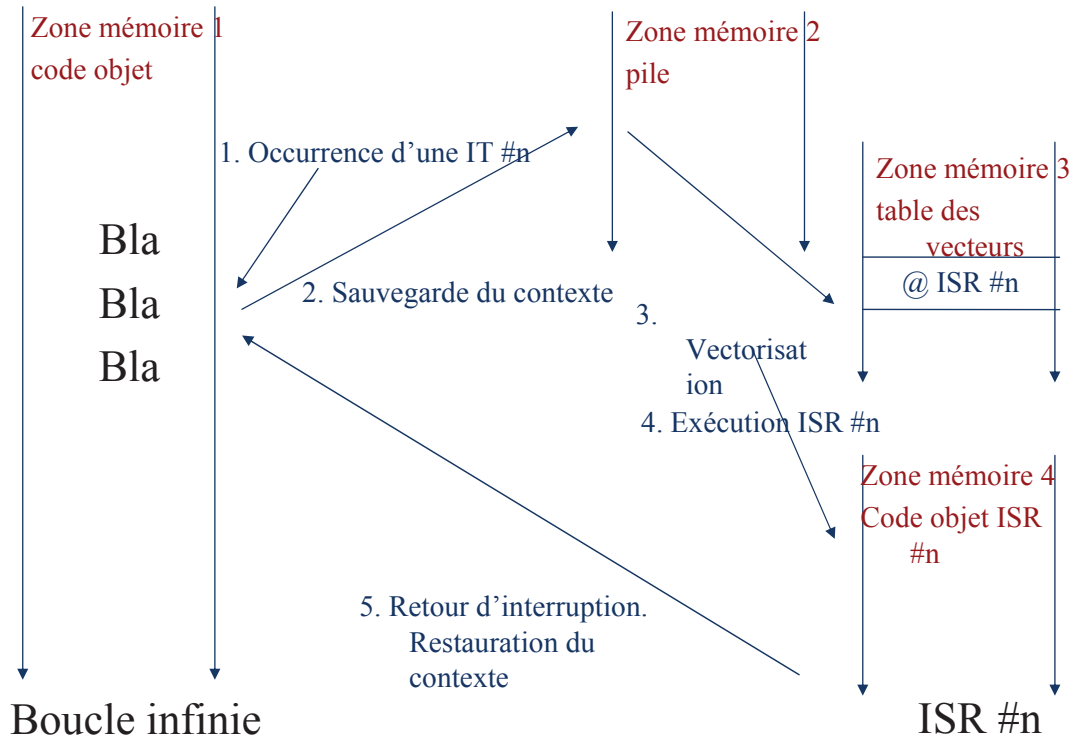 Zone mémoire 1
code objet
Zone mémoire 2
pile
1. Occurrence d’une IT #n
Zone mémoire 3
table des
vecteurs
@ ISR #n
Bla
Bla
Bla
2. Sauvegarde du contexte
3.
Vectorisat
ion
4. Exécution ISR #n
Zone mémoire 4
Code objet ISR
#n
5. Retour d’interruption.
Restauration du
contexte
Boucle infinie
ISR #n